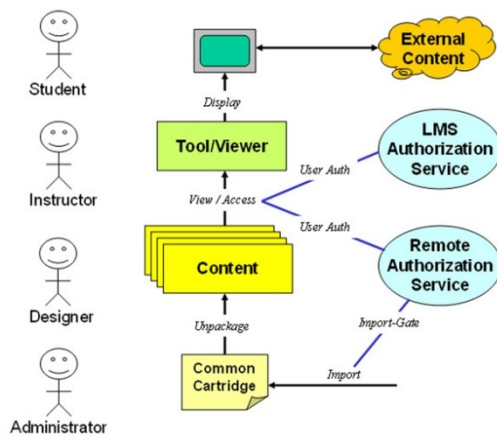 Student
External
Content
Display
Tool/Viewer
LMS
Authorization
Service
User Auth
Instructor
View / Access
User Auth
Content
Remote
Authorization
Service
Designer
Unpackage
Import-Gate
Common
Cartridge
Import
Administrator